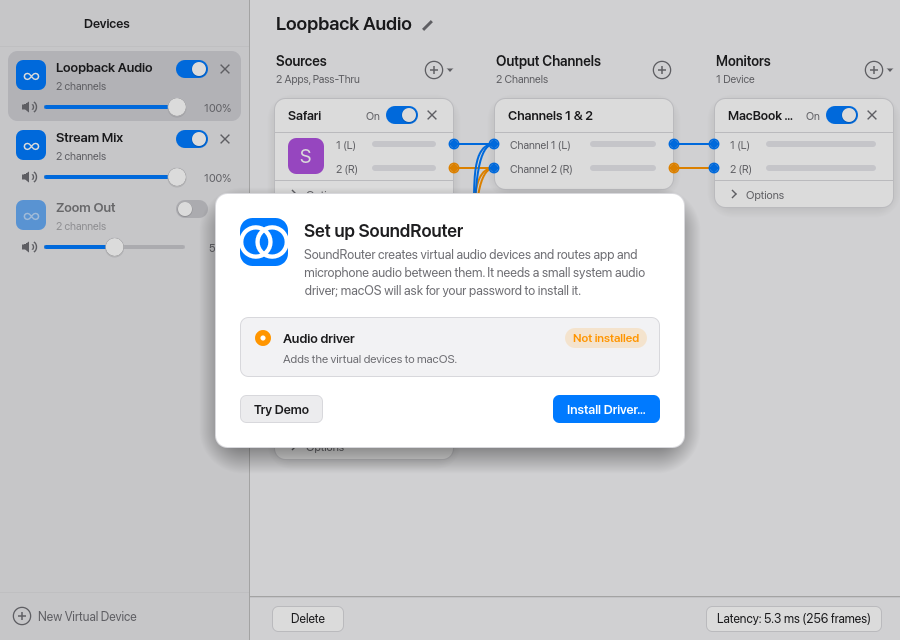 Devices
Loopback Audio
2 channels
100%
Stream Mix
2 channels
100%
Zoom Out
2 channels
New Virtual Device
Loopback Audio
Sources
2 Apps, Pass-Thru
Output Channels
2 Channels
Monitors
1 Device
Safari
On
S
1 (L)
2 (R)
Channels 1 & 2
Channel 1 (L)
Channel 2 (R)
MacBook ...
On
1 (L)
2 (R)
Options
Set up SoundRouter
SoundRouter creates virtual audio devices and routes app and
microphone audio between them. It needs a small system audio
driver; macOS will ask for your password to install it.
Audio driver
Not installed
Adds the virtual devices to macOS.
Try Demo
Install Driver...
Options
Delete
Latency: 5.3 ms (256 frames)